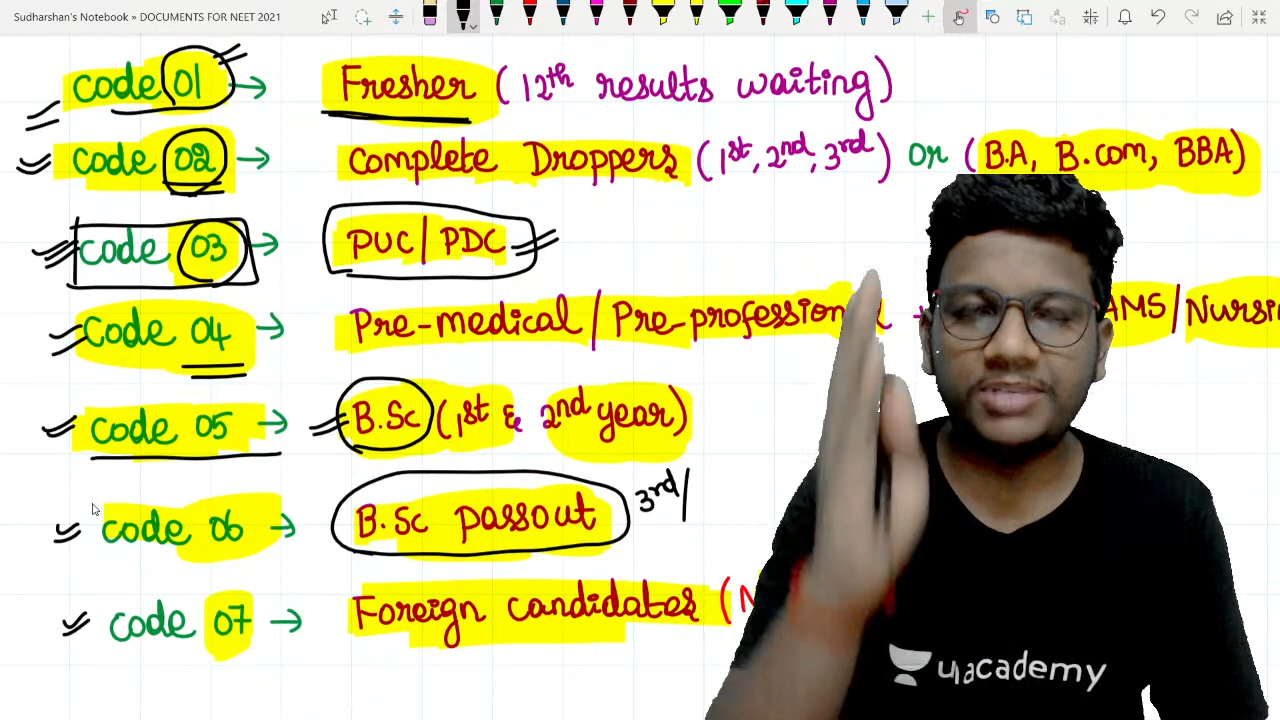 Sudharshan's Notebook » DOCUMENTS FOR NEET 2021
code 01 → Fresher (12th results waiting)
code 02 → Complete Droppers (1st, 2nd, 3rd) or (B.A, B.com, BBA)
code 03 → PUC/PDC
code 04 → Pre-medical/Pre-profession AMS/Nursin
code 05 → B.Sc (1st & 2nd year)
code 06 → B.Sc passout 3rd/
code 07 → Foreign candidates (
unacademy